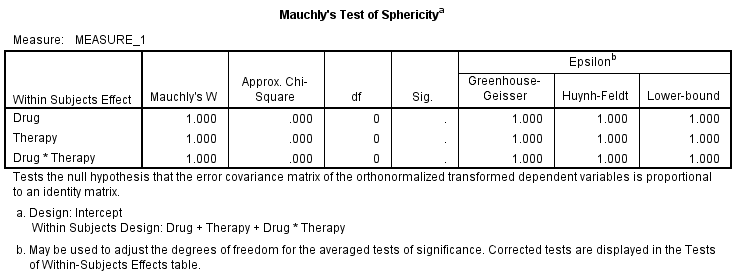 Mauchly's Test of Sphericityᵃ
Measure: MEASURE_1
Epsilonᵇ
Within Subjects Effect Mauchly's W Approx. Chi-Square df Sig. Greenhouse-Geisser Huynh-Feldt Lower-bound
Drug 1.000 .000 0 . 1.000 1.000 1.000
Therapy 1.000 .000 0 . 1.000 1.000 1.000
Drug * Therapy 1.000 .000 0 . 1.000 1.000 1.000
Tests the null hypothesis that the error covariance matrix of the orthonormalized transformed dependent variables is proportional
to an identity matrix.
a. Design: Intercept
Within Subjects Design: Drug + Therapy + Drug * Therapy
b. May be used to adjust the degrees of freedom for the averaged tests of significance. Corrected tests are displayed in the Tests
of Within-Subjects Effects table.